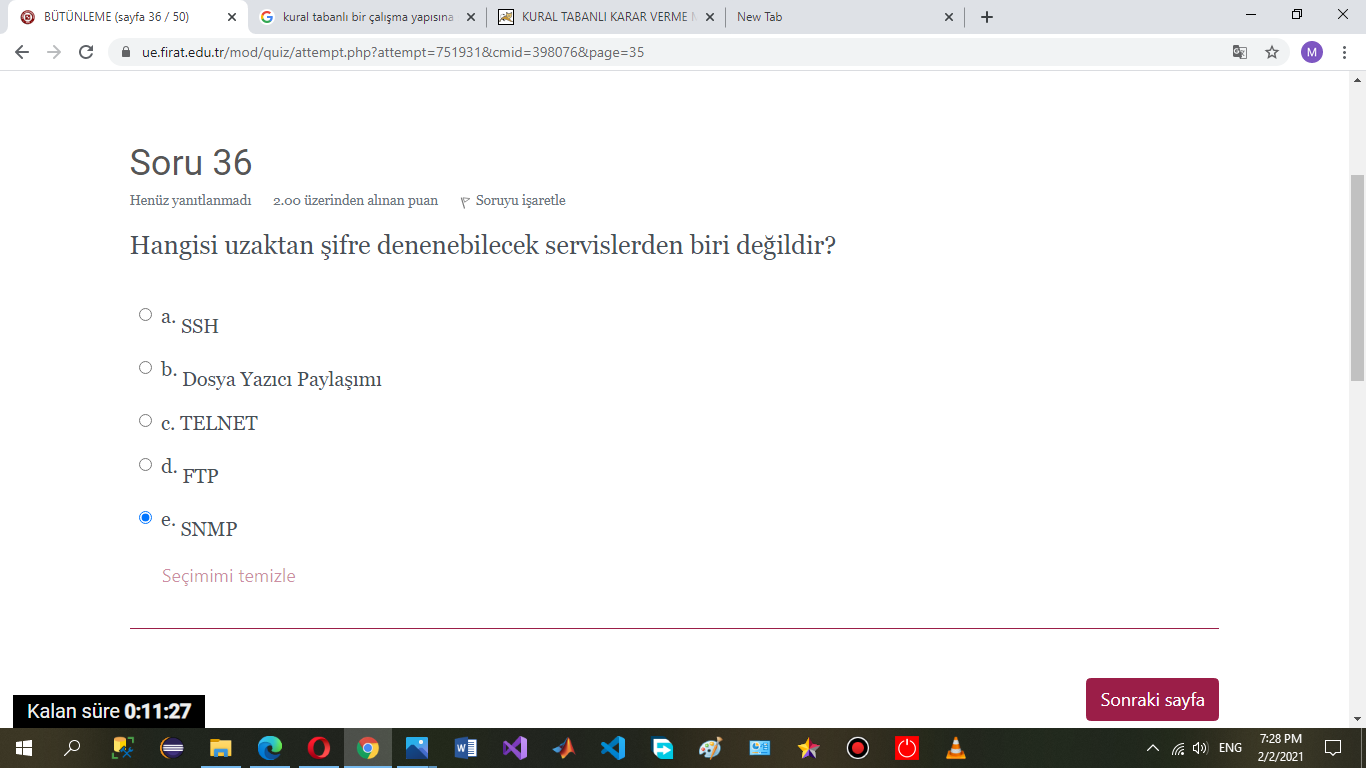 BÜTÜNLEME (sayfa 36 / 50)
kural tabanlı bir çalışma yapısına
KURAL TABANLI KARAR VERME
New Tab
ue.firat.edu.tr/mod/quiz/attempt.php?attempt=751931&cmid=398076&page=35
M
Soru 36
Henüz yanıtlanmadı 2.00 üzerinden alınan puan Soruyu işaretle
Hangisi uzaktan şifre denenebilecek servislerden biri değildir?
a. SSH
b. Dosya Yazıcı Paylaşımı
c. TELNET
d. FTP
e. SNMP
Seçimimi temizle
Sonraki sayfa
Kalan süre 0:11:27
ENG
7:28 PM
2/2/2021